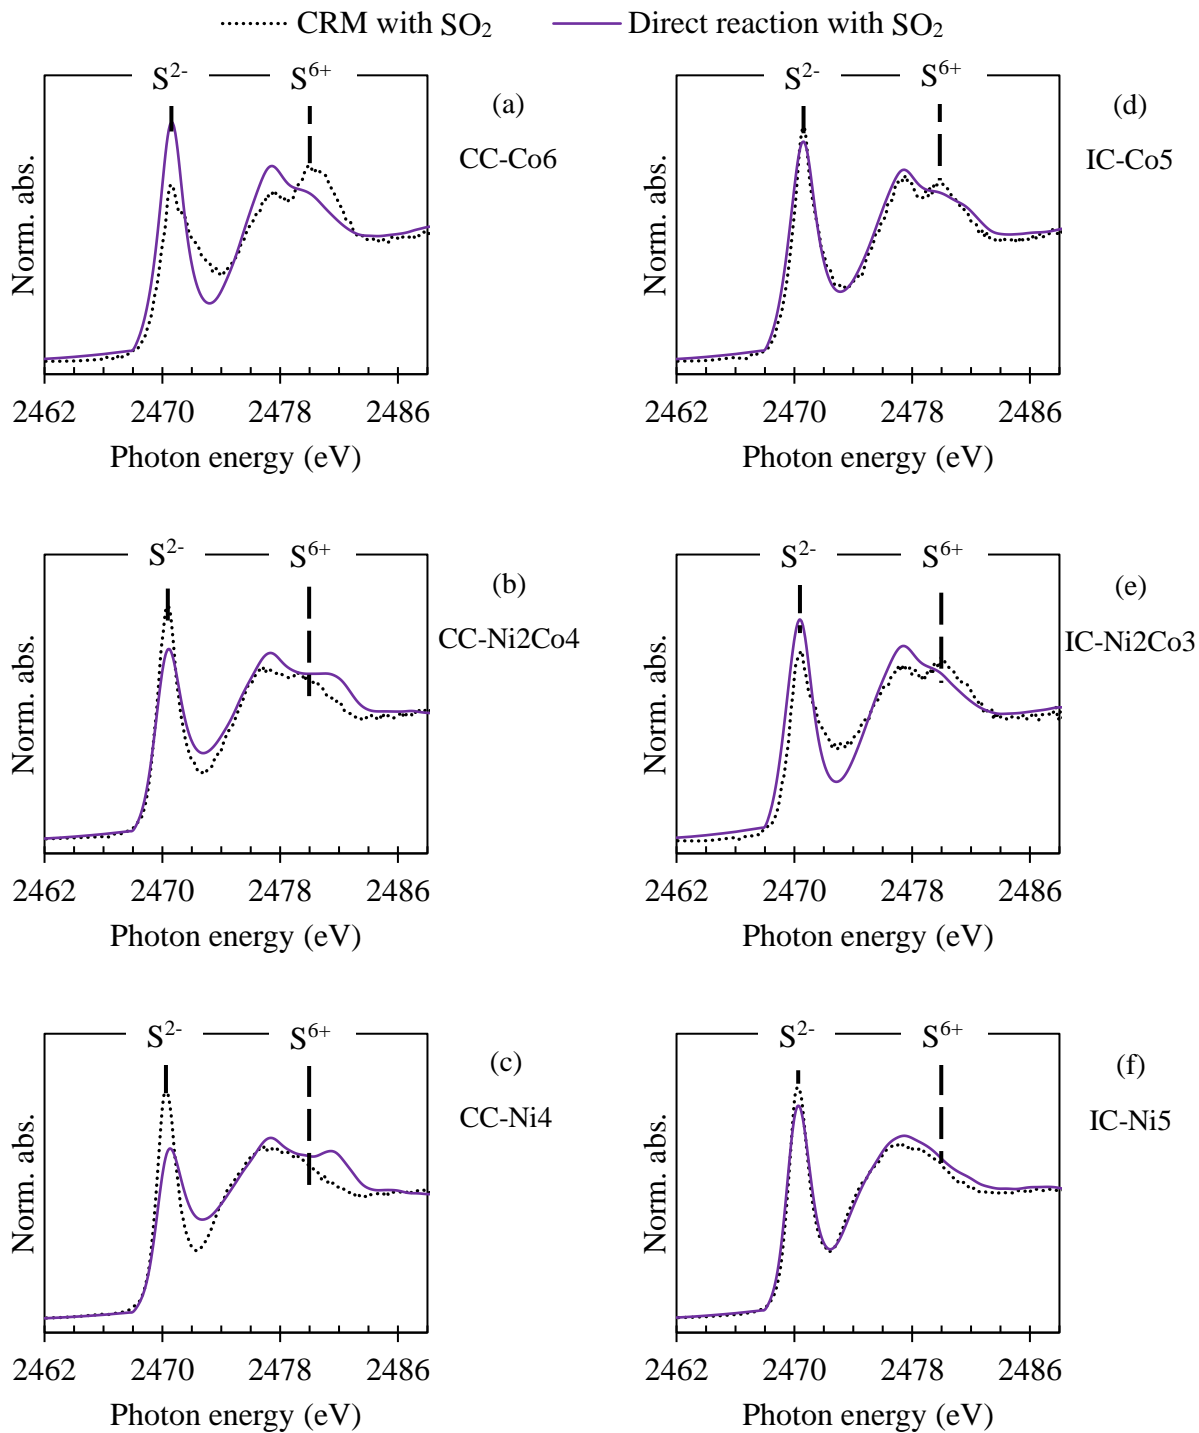 CRM with SO₂ Direct reaction with SO₂
S²⁻ S⁶⁺
(a)
CC-Co6
Norm. abs.
2462 2470 2478 2486
Photon energy (eV)
S²⁻ S⁶⁺
(d)
IC-Co5
Norm. abs.
2462 2470 2478 2486
Photon energy (eV)
S²⁻ S⁶⁺
(b)
CC-Ni2Co4
Norm. abs.
2462 2470 2478 2486
Photon energy (eV)
S²⁻ S⁶⁺
(e)
IC-Ni2Co3
Norm. abs.
2462 2470 2478 2486
Photon energy (eV)
S²⁻ S⁶⁺
(c)
CC-Ni4
Norm. abs.
2462 2470 2478 2486
Photon energy (eV)
S²⁻ S⁶⁺
(f)
IC-Ni5
Norm. abs.
2462 2470 2478 2486
Photon energy (eV)